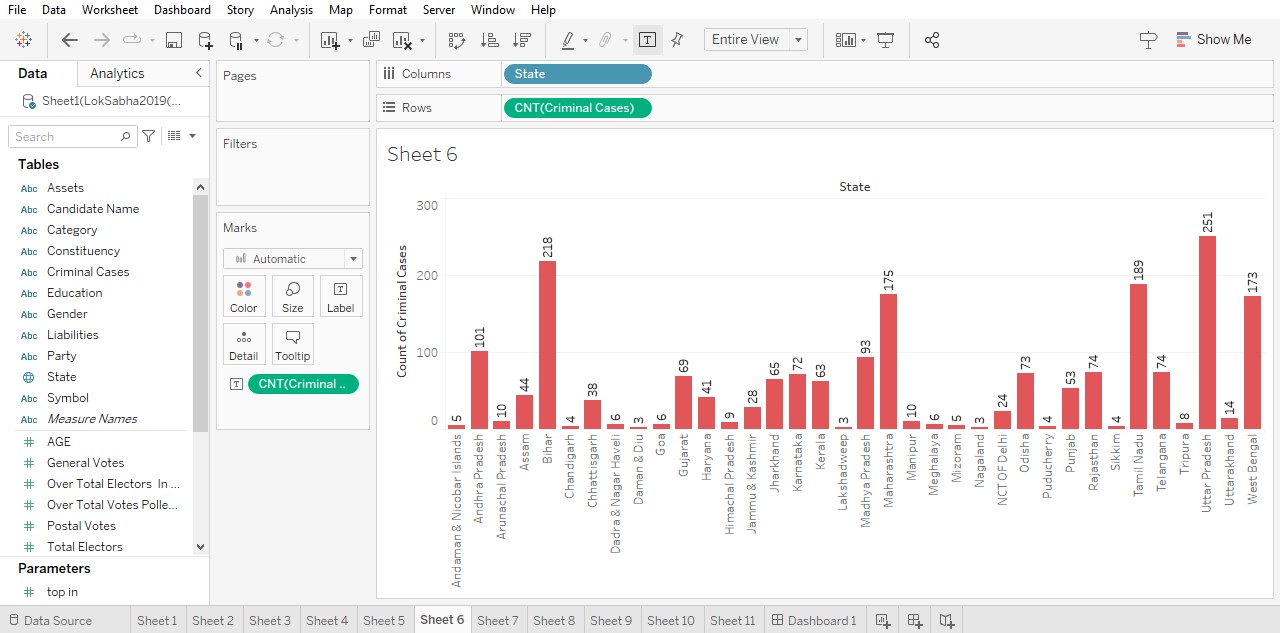 File Data Worksheet Dashboard Story Analysis Map Format Server Window Help
Entire View
Show Me
Data Analytics
Sheet1(LokSabha2019(...
Search
Tables
Abc Assets
Abc Candidate Name
Abc Category
Abc Constituency
Abc Criminal Cases
Abc Education
Abc Gender
Abc Liabilities
Abc Party
State
Abc Symbol
Abc Measure Names
# AGE
# General Votes
# Over Total Electors In ...
# Over Total Votes Polle...
# Postal Votes
# Total Electors
Parameters
# top in
Pages
Filters
Marks
Automatic
Color Size Label
Detail Tooltip
CNT(Criminal ..
Columns State
Rows CNT(Criminal Cases)
Sheet 6
State
Count of Criminal Cases
300
200
100
0
5 101 10 44 218 4 38 6 3 6 69 41 9 28 65 72 63 3 93 175 10 6 5 3 24 73 4 53 74 4 189 74 8 251 14 173
Andaman & Nicobar Islands
Andhra Pradesh
Arunachal Pradesh
Assam
Bihar
Chandigarh
Chhattisgarh
Dadra & Nagar Haveli
Daman & Diu
Goa
Gujarat
Haryana
Himachal Pradesh
Jammu & Kashmir
Jharkhand
Karnataka
Kerala
Lakshadweep
Madhya Pradesh
Maharashtra
Manipur
Meghalaya
Mizoram
Nagaland
NCT OF Delhi
Odisha
Puducherry
Punjab
Rajasthan
Sikkim
Tamil Nadu
Telangana
Tripura
Uttar Pradesh
Uttarakhand
West Bengal
Data Source Sheet 1 Sheet 2 Sheet 3 Sheet 4 Sheet 5 Sheet 6 Sheet 7 Sheet 8 Sheet 9 Sheet 10 Sheet 11 Dashboard 1